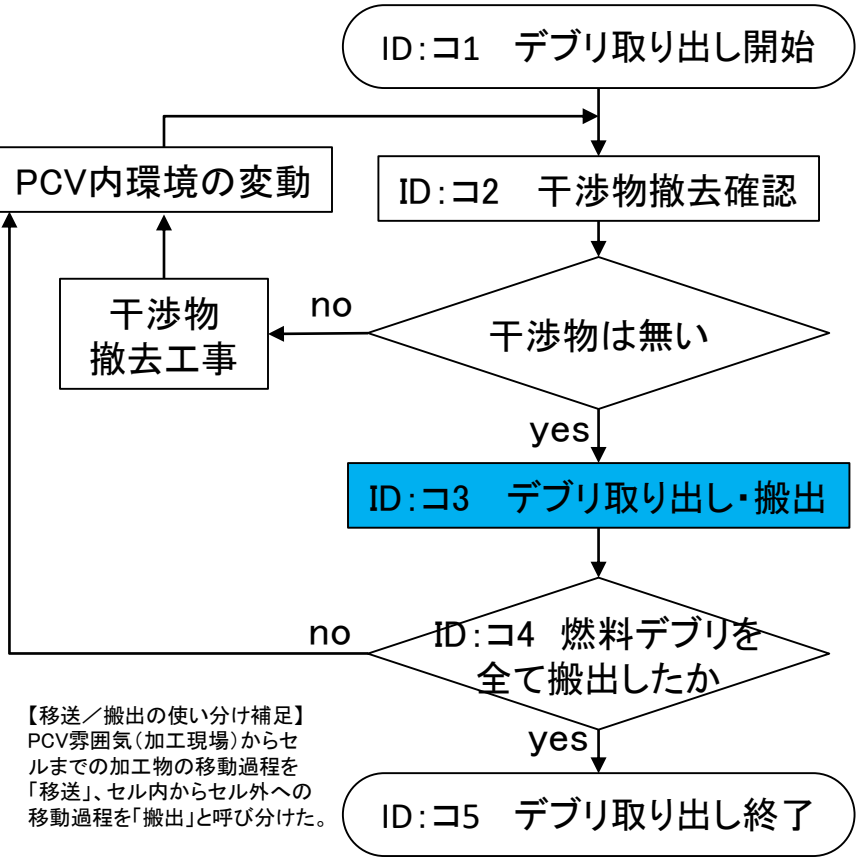 ID:コ1　デブリ取り出し開始
PCV内環境の変動
ID:コ2　干渉物撤去確認
干渉物
撤去工事
no
干渉物は無い
yes
ID:コ3　デブリ取り出し・搬出
no
ID:コ4　燃料デブリを
全て搬出したか
【移送／搬出の使い分け補足】
PCV雰囲気(加工現場)からセ
ルまでの加工物の移動過程を
「移送」、セル内からセル外への
移動過程を「搬出」と呼び分けた。
yes
ID:コ5　デブリ取り出し終了